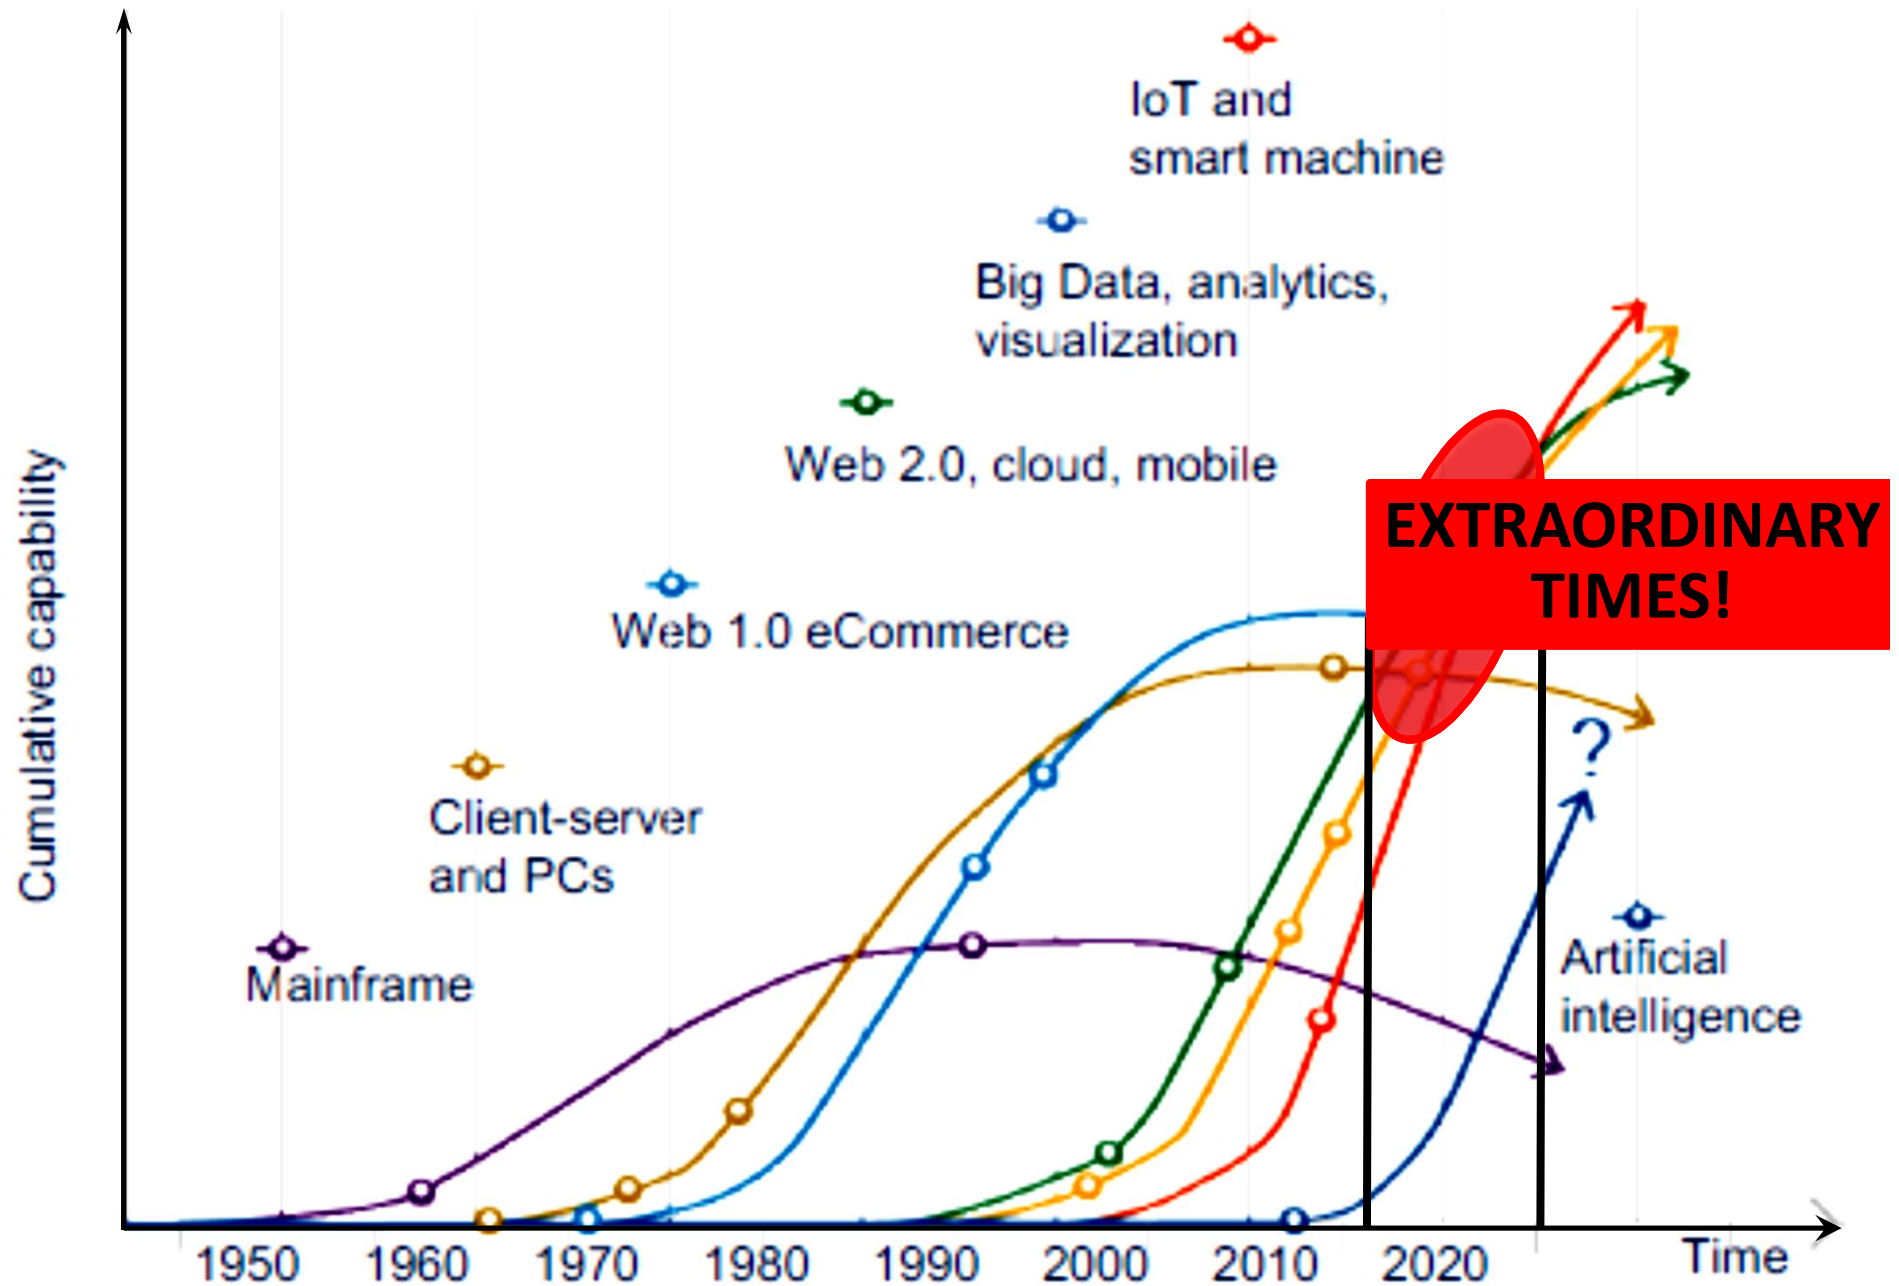 IoT and
smart machine
Big Data, analytics,
visualization
Web 2.0, cloud, mobile
EXTRAORDINARY
TIMES!
Web 1.0 eCommerce
?
Client-server
and PCs
Mainframe
Artificial
intelligence
Cumulative capability
1950 1960 1970 1980 1990 2000 2010 2020 Time